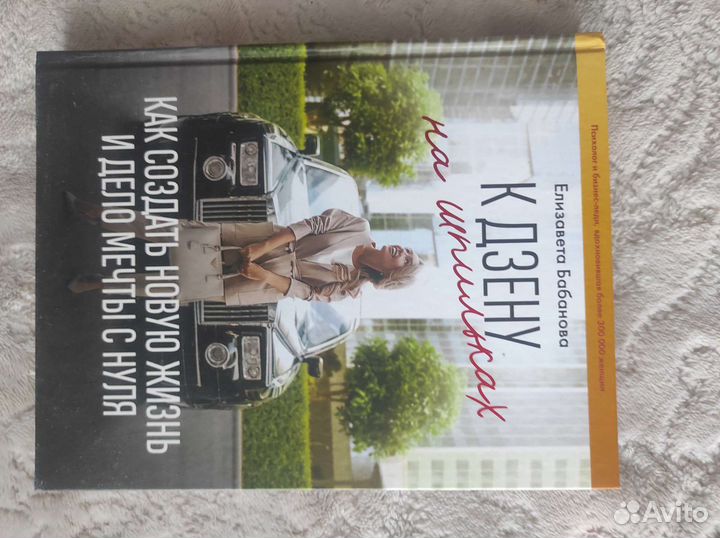 Психолог и бизнес-леди, вдохновившая более 300 000 женщин
Елизавета Бабанова
К ДЗЕНУ
на шпильках
КАК СОЗДАТЬ НОВУЮ ЖИЗНЬ
И ДЕЛО МЕЧТЫ С НУЛЯ
Avito